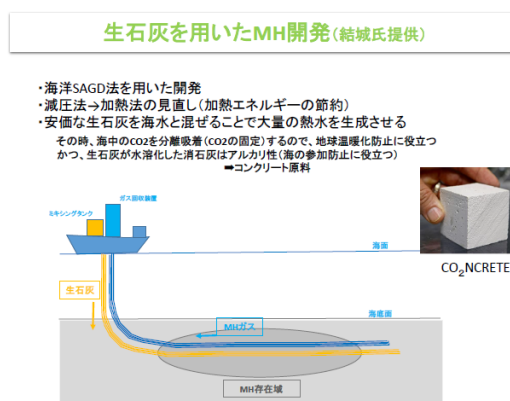 生石灰を用いたMH開発(結城氏提供)
・海洋SAGD法を用いた開発
・減圧法→加熱法の見直し(加熱エネルギーの節約)
・安価な生石灰を海水と混ぜることで大量の熱水を生成させる
その時、海中のCO2を分離吸着(CO2の固定)するので、地球温暖化防止に役立つ
かつ、生石灰が水溶化した消石灰はアルカリ性(海の参加防止に役立つ)
➡コンクリート原料
ガス回収装置
ミキシングタンク
海面
CO₂NCRETE
生石灰
海底面
MHガス
MH存在域